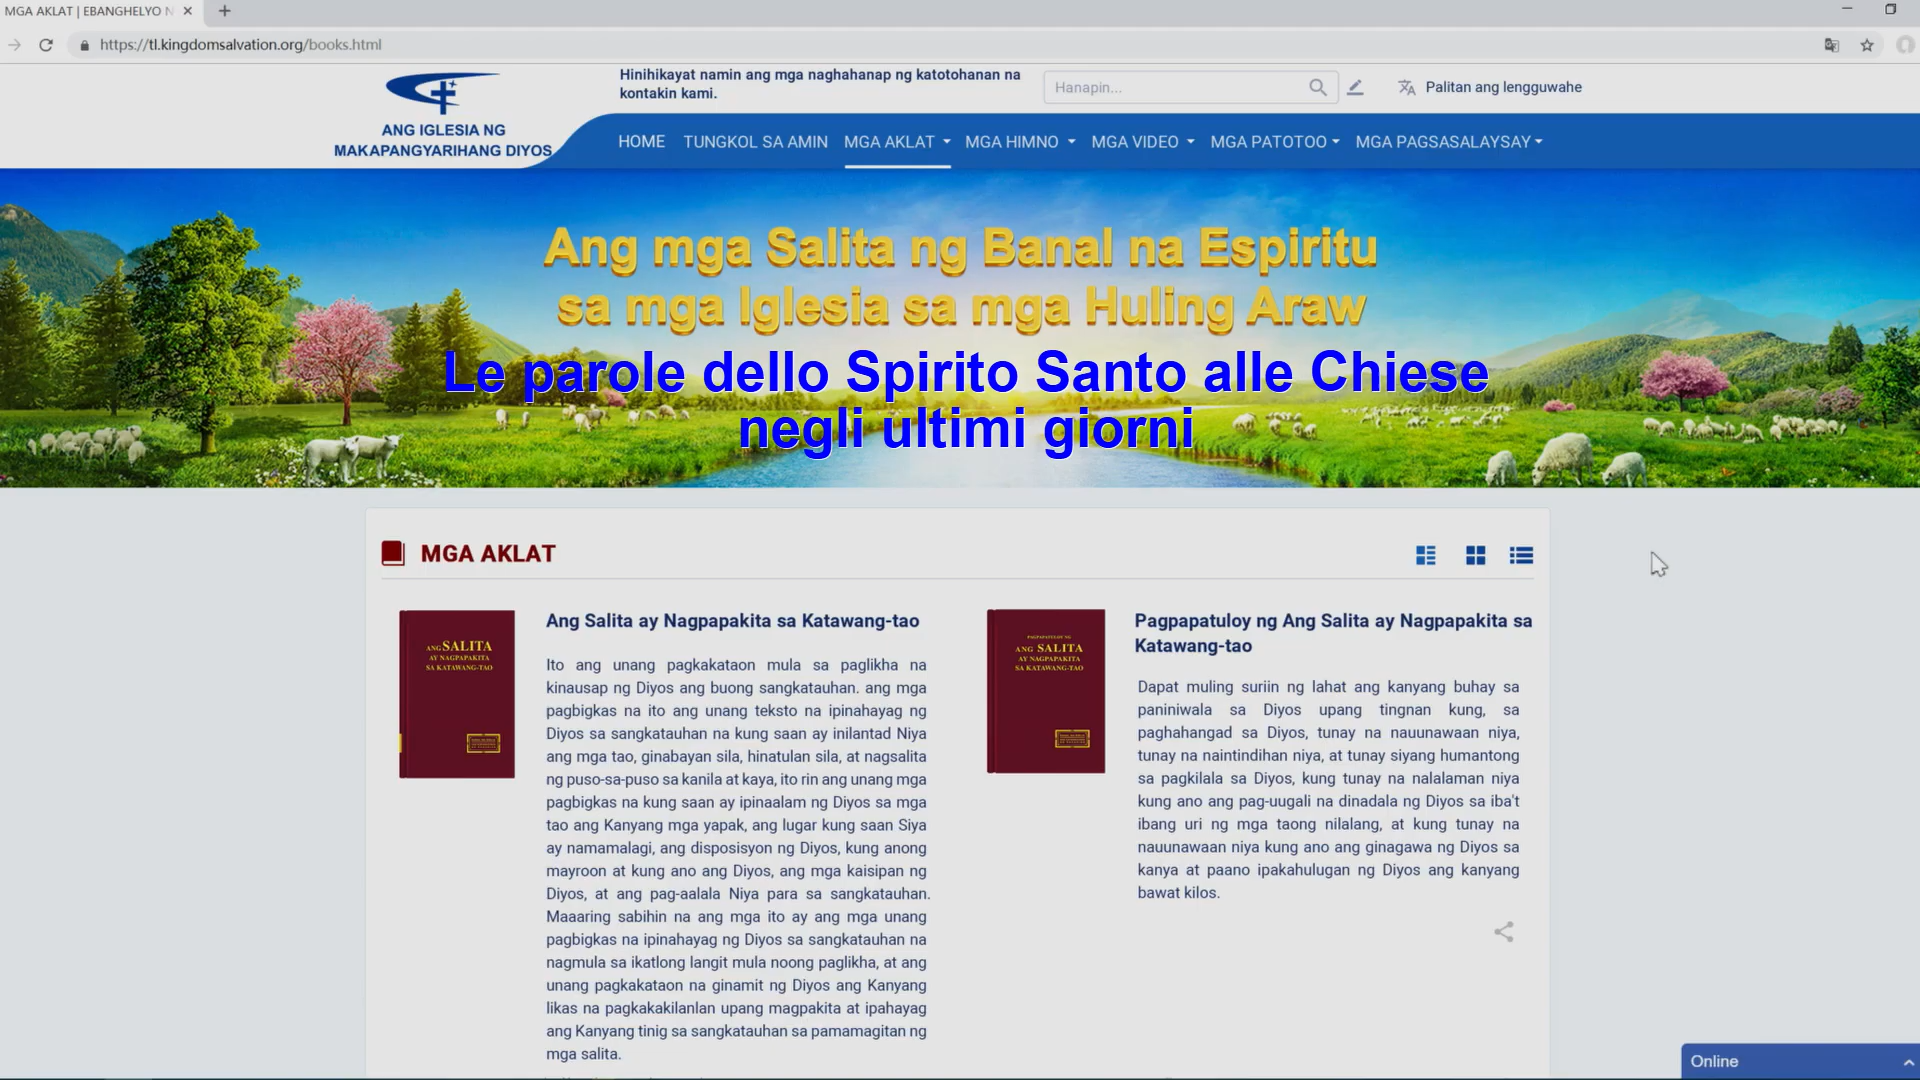 MGA AKLAT | EBANGHELYO N
https://tl.kingdomsalvation.org/books.html
ANG IGLESIA NG
MAKAPANGYARIHANG DIYOS
Hinihikayat namin ang mga naghahanap ng katotohanan na
kontakin kami.
Hanapin...
Palitan ang lengguwahe
HOME TUNGKOL SA AMIN MGA AKLAT MGA HIMNO MGA VIDEO MGA PATOTOO MGA PAGSASALAYSAY
Ang mga Salita ng Banal na Espiritu
sa mga Iglesia sa mga Huling Araw
Le parole dello Spirito Santo alle Chiese
negli ultimi giorni
MGA AKLAT
ANG SALITA
AY NAGPAPAKITA
SA KATAWANG-TAO
Ang Salita ay Nagpapakita sa Katawang-tao
Ito ang unang pagkakataon mula sa paglikha na
kinausap ng Diyos ang buong sangkatauhan. ang mga
pagbigkas na ito ang unang teksto na ipinahayag ng
Diyos sa sangkatauhan na kung saan ay inilantad Niya
ang mga tao, ginabayan sila, hinatulan sila, at nagsalita
ng puso-sa-puso sa kanila at kaya, ito rin ang unang mga
pagbigkas na kung saan ay ipinaalam ng Diyos sa mga
tao ang Kanyang mga yapak, ang lugar kung saan Siya
ay namamalagi, ang disposisyon ng Diyos, kung anong
mayroon at kung ano ang Diyos, ang mga kaisipan ng
Diyos, at ang pag-aalala Niya para sa sangkatauhan.
Maaaring sabihin na ang mga ito ay ang mga unang
pagbigkas na ipinahayag ng Diyos sa sangkatauhan na
nagmula sa ikatlong langit mula noong paglikha, at ang
unang pagkakataon na ginamit ng Diyos ang Kanyang
likas na pagkakakilanlan upang magpakita at ipahayag
ang Kanyang tinig sa sangkatauhan sa pamamagitan ng
mga salita.
PAGPAPATULOY NG
ANG SALITA
AY NAGPAPAKITA
SA KATAWANG-TAO
Pagpapatuloy ng Ang Salita ay Nagpapakita sa
Katawang-tao
Dapat muling suriin ng lahat ang kanyang buhay sa
paniniwala sa Diyos upang tingnan kung, sa
paghahangad sa Diyos, tunay na nauunawaan niya,
tunay na naintindihan niya, at tunay siyang humantong
sa pagkilala sa Diyos, kung tunay na nalalaman niya
kung ano ang pag-uugali na dinadala ng Diyos sa iba't
ibang uri ng mga taong nilalang, at kung tunay na
nauunawaan niya kung ano ang ginagawa ng Diyos sa
kanya at paano ipakahulugan ng Diyos ang kanyang
bawat kilos.
Online